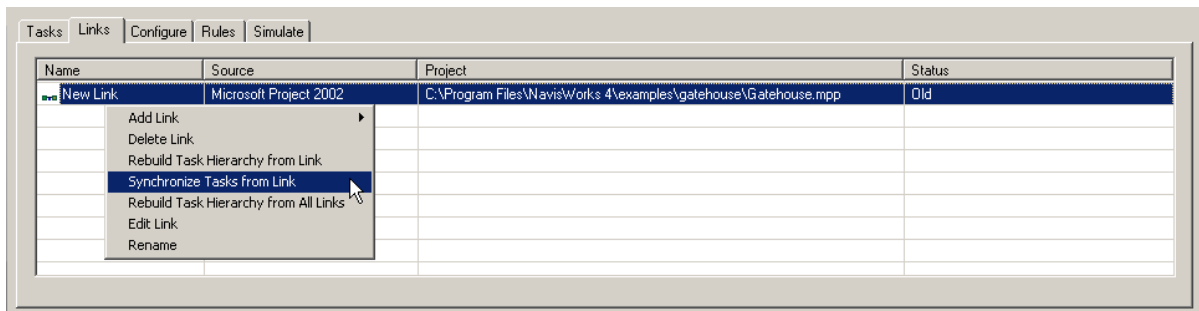 Tasks Links Configure Rules Simulate
Name Source Project Status
New Link Microsoft Project 2002 C:\Program Files\NavisWorks 4\examples\gatehouse\Gatehouse.mpp Old
Add Link
Delete Link
Rebuild Task Hierarchy from Link
Synchronize Tasks from Link
Rebuild Task Hierarchy from All Links
Edit Link
Rename